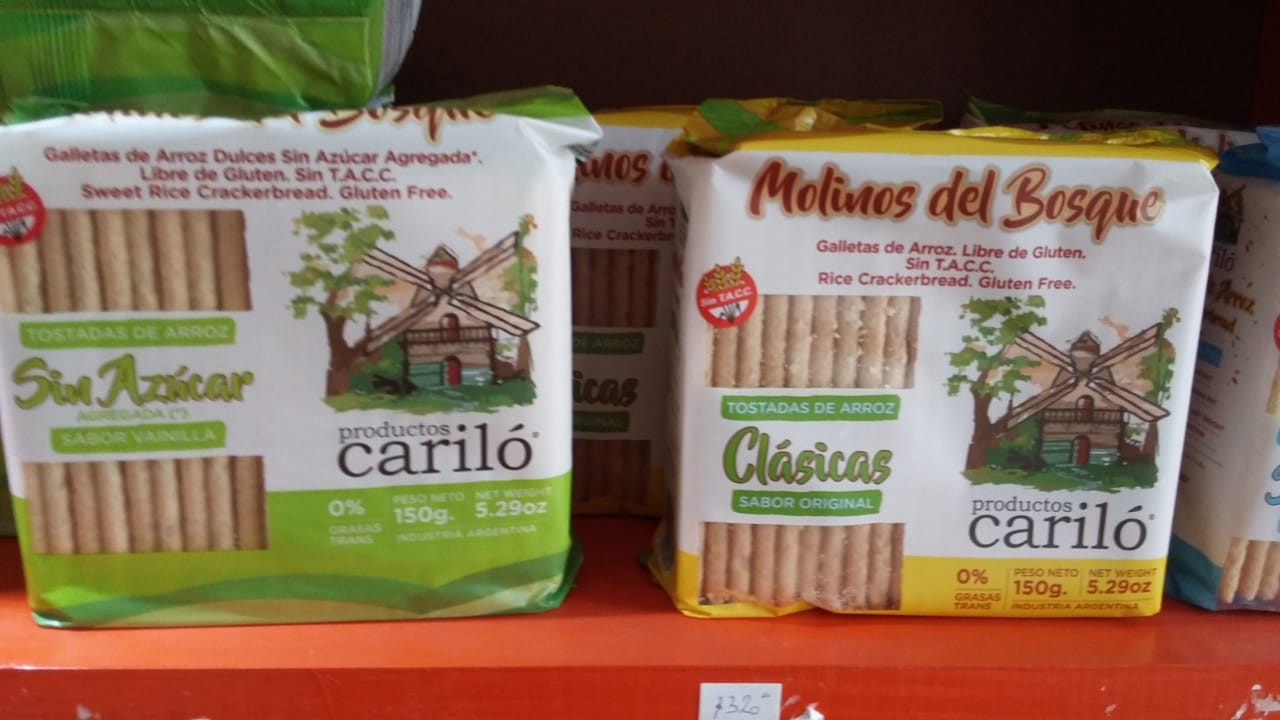 Bosque
Galletas de Arroz Dulces Sin Azúcar Agregada*.
Libre de Gluten. Sin T.A.C.C.
Sweet Rice Crackerbread. Gluten Free.
T.A.C.C.
TOSTADAS DE ARROZ
Sin Azúcar
AGREGADA (*)
SABOR VAINILLA
productos
cariló
0%
GRASAS
TRANS
PESO NETO
150g.
NET WEIGHT
5.29oz
INDUSTRIA ARGENTINA
Molinos del Bosque
Galletas de Arroz. Libre de Gluten.
Sin T.A.C.C.
Rice Crackerbread. Gluten Free.
Sin T.A.C.C.
TOSTADAS DE ARROZ
Clásicas
SABOR ORIGINAL
productos
cariló
0%
GRASAS
TRANS
PESO NETO
150g.
NET WEIGHT
5.29oz
INDUSTRIA ARGENTINA
$320